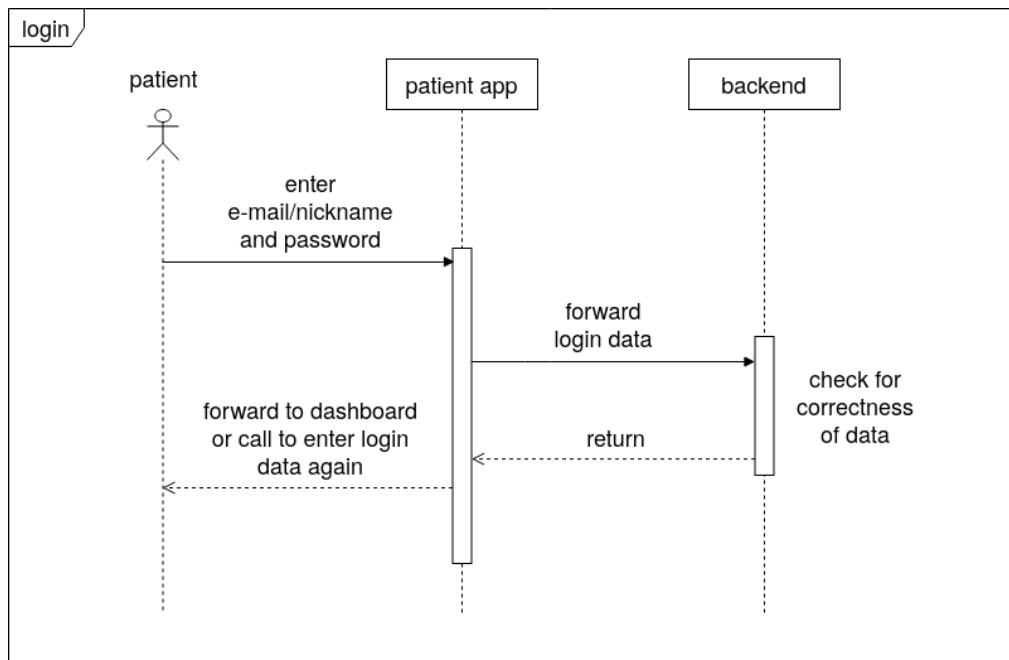 login
patient
patient app
backend
enter
e-mail/nickname
and password
forward
login data
check for
correctness
of data
forward to dashboard
or call to enter login
data again
return